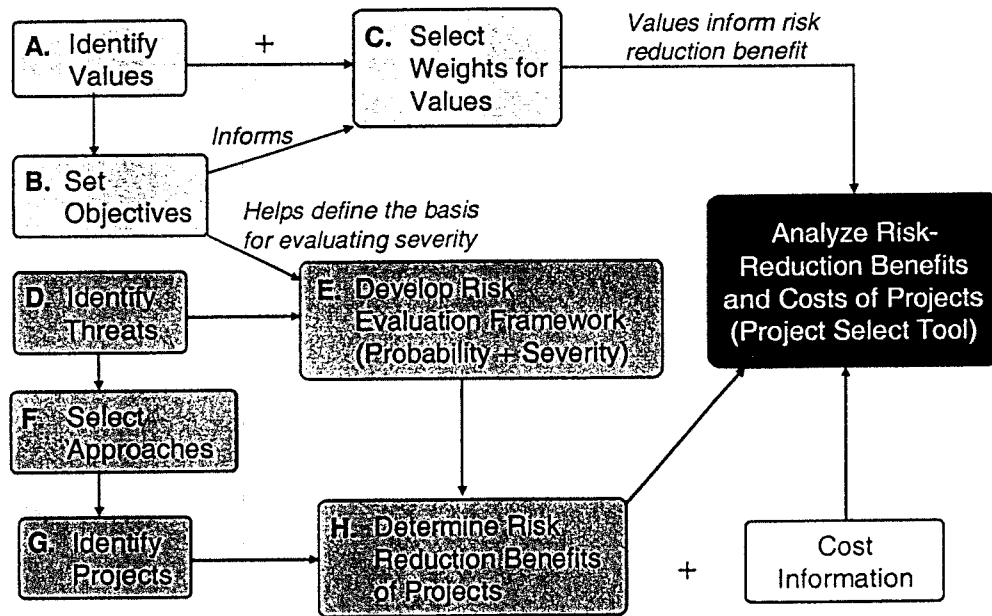 A. Identify
Values
+
C. Select
Weights for
Values
Values inform risk
reduction benefit
Informs
B. Set
Objectives
Helps define the basis
for evaluating severity
Analyze Risk-
Reduction Benefits
and Costs of Projects
(Project Select Tool)
D. Identify
Threats
E. Develop Risk
Evaluation Framework
(Probability + Severity)
F. Select
Approaches
G. Identify
Projects
H. Determine Risk
Reduction Benefits
of Projects
+
Cost
Information